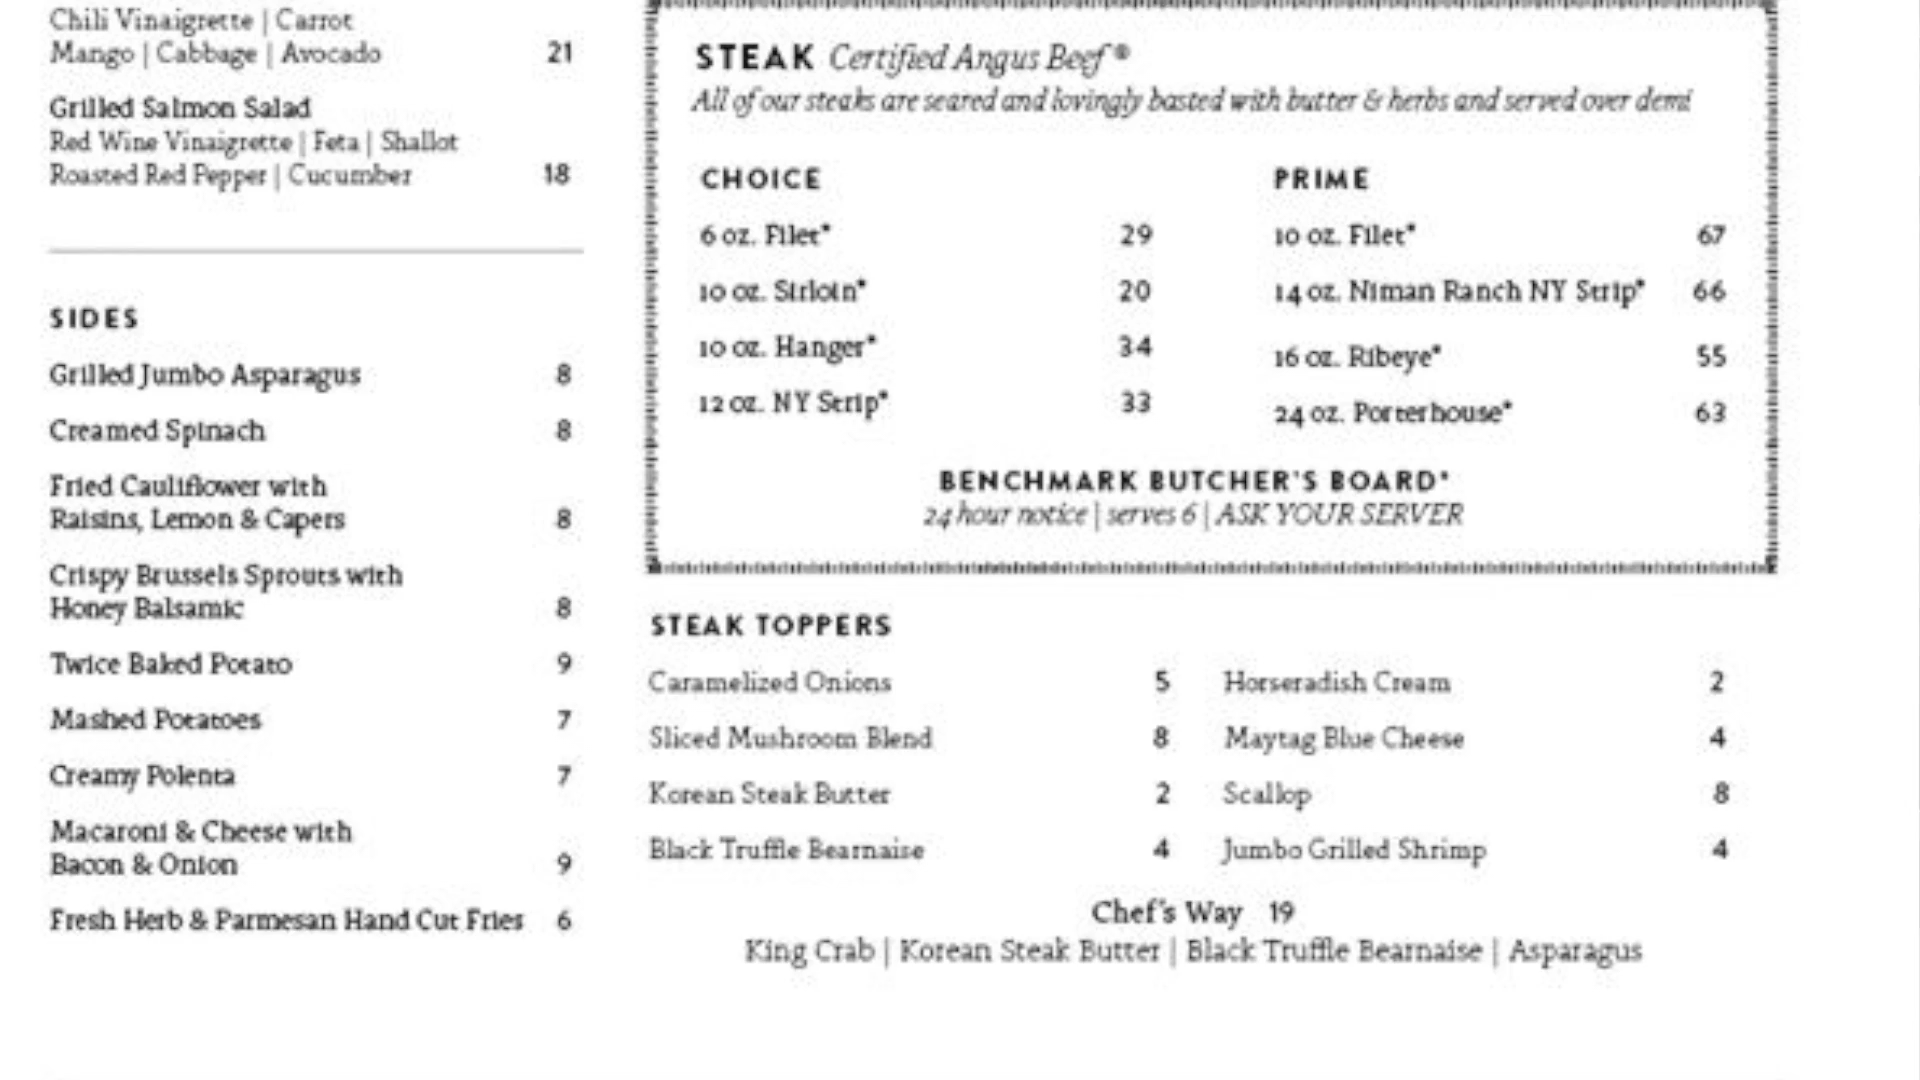 Chili Vinaigrette | Carrot
Mango | Cabbage | Avocado 21
Grilled Salmon Salad
Red Wine Vinaigrette | Feta | Shallot
Roasted Red Pepper | Cucumber 18
SIDES
Grilled Jumbo Asparagus 8
Creamed Spinach 8
Fried Cauliflower with
Raisins, Lemon & Capers 8
Crispy Brussels Sprouts with
Honey Balsamic 8
Twice Baked Potato 9
Mashed Potatoes 7
Creamy Polenta 7
Macaroni & Cheese with
Bacon & Onion 9
Fresh Herb & Parmesan Hand Cut Fries 6
STEAK Certified Angus Beef®
All of our steaks are seared and lovingly basted with butter & herbs and served over demi
CHOICE
6 oz. Filet* 29
10 oz. Sirloin* 20
10 oz. Hanger* 34
12 oz. NY Strip* 33
PRIME
10 oz. Filet* 67
14 oz. Niman Ranch NY Strip* 66
16 oz. Ribeye* 55
24 oz. Porterhouse* 63
BENCHMARK BUTCHER'S BOARD*
24 hour notice | serves 6 | ASK YOUR SERVER
STEAK TOPPERS
Caramelized Onions 5
Sliced Mushroom Blend 8
Korean Steak Butter 2
Black Truffle Bearnaise 4
Horseradish Cream 2
Maytag Blue Cheese 4
Scallop 8
Jumbo Grilled Shrimp 4
Chef's Way 19
King Crab | Korean Steak Butter | Black Truffle Bearnaise | Asparagus